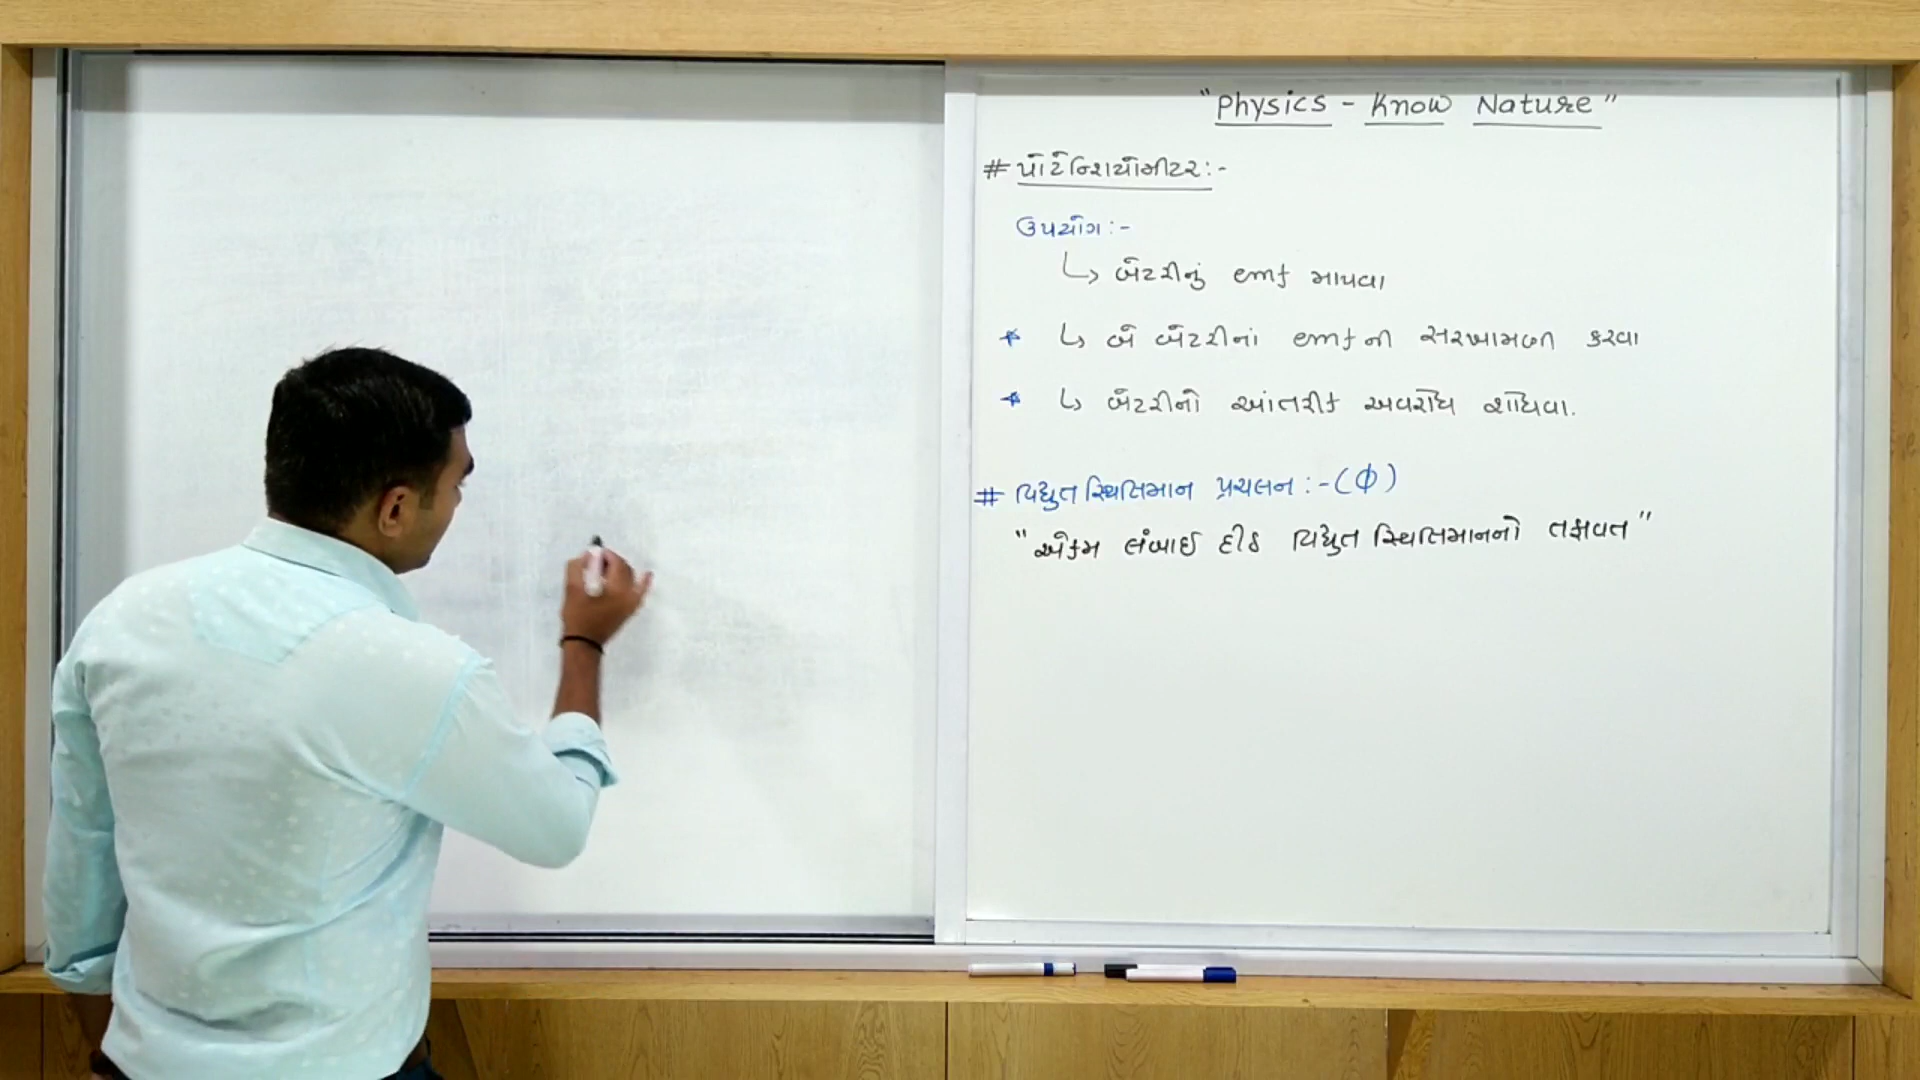 "Physics - Know Nature"
# પોટેન્શિયોમીટર:-
ઉપયોગ:-
↳ બેટરીનું emf માપવા
* ↳ બે બેટરીનાં emf ની સરખામણી કરવા
* ↳ બેટરીનો આંતરીક અવરોધ શોધવા.
# વિદ્યુત સ્થિતિમાન પ્રચલન:-(ф)
"એકમ લંબાઈ દીઠ વિદ્યુત સ્થિતિમાનનો તફાવત"